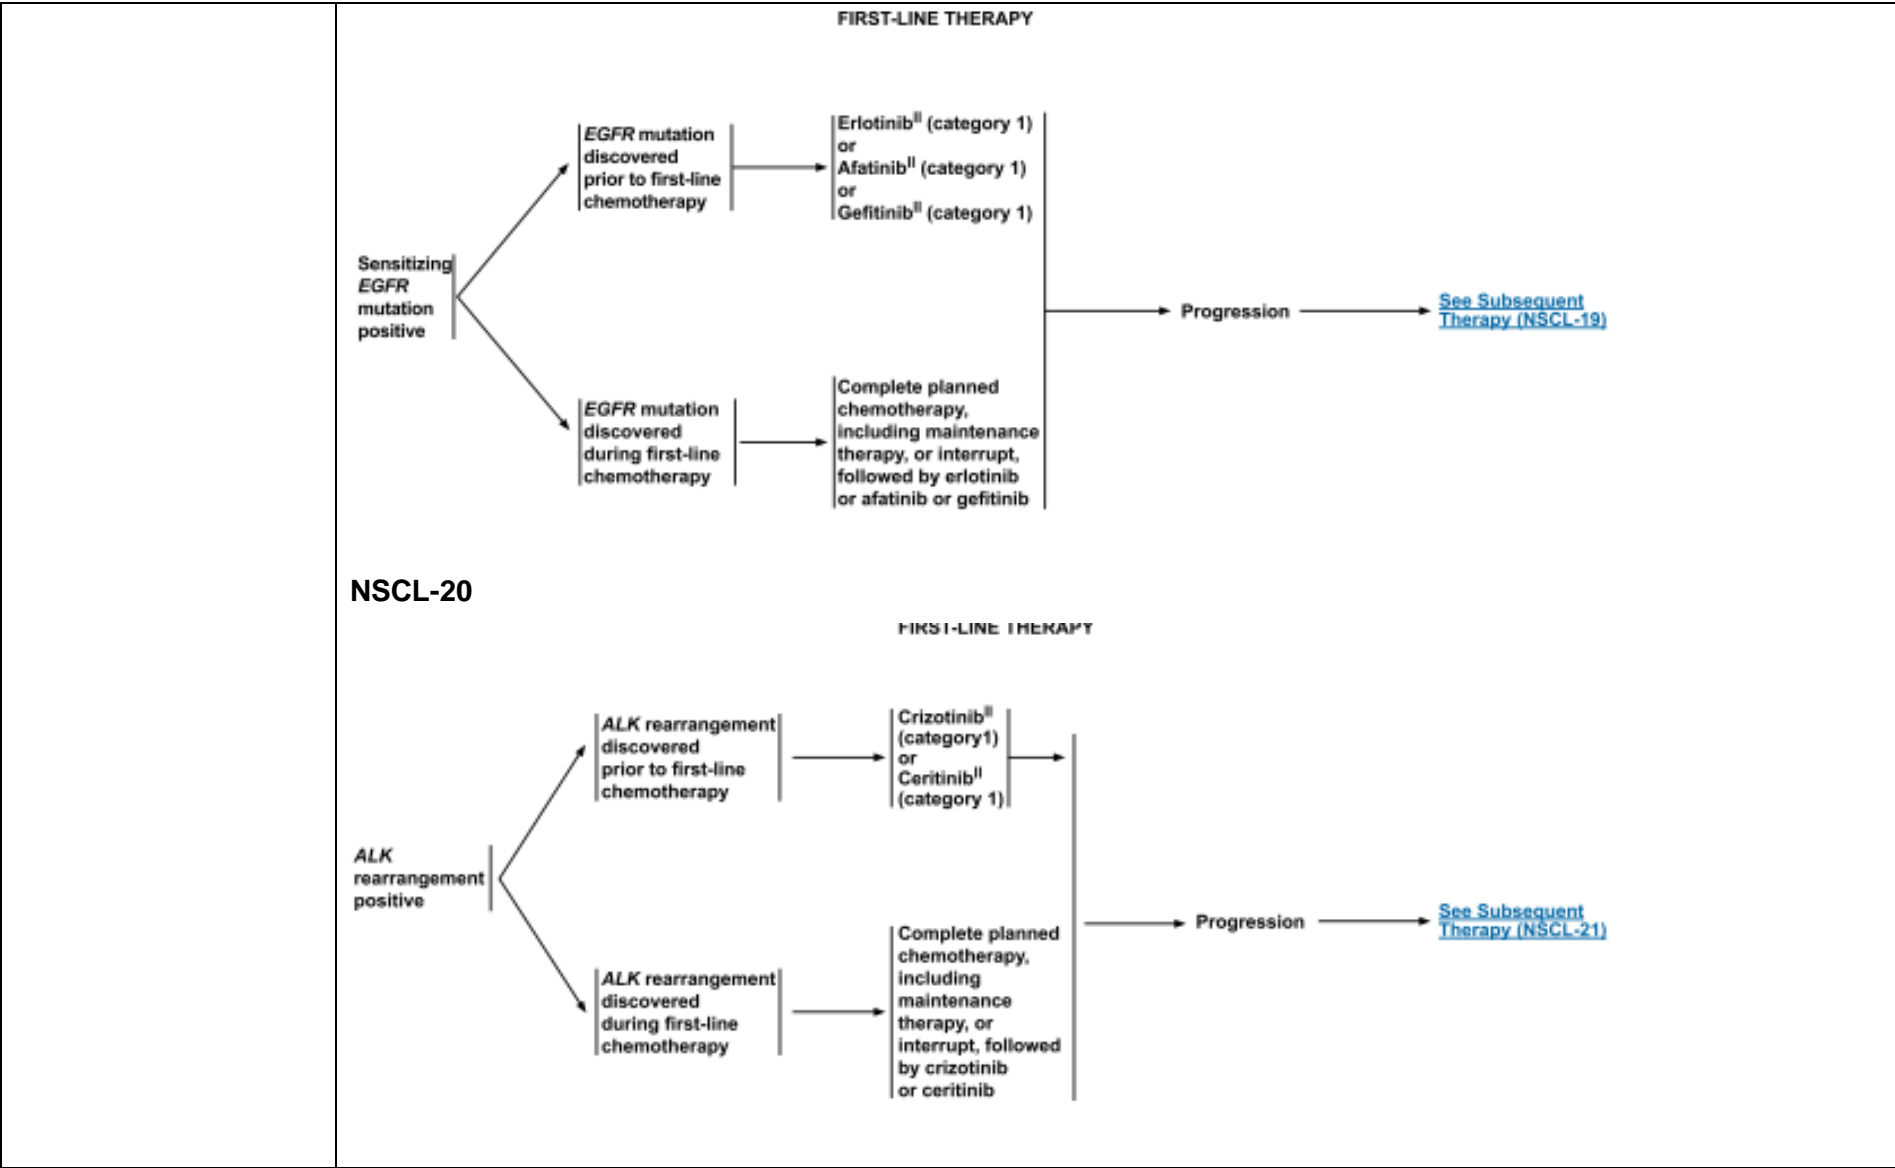 FIRST-LINE THERAPY
EGFR mutation
discovered
prior to first-line
chemotherapy
Erlotinibll (category 1)
or
Afatinibll (category 1)
or
Gefitinibll (category 1)
Sensitizing
EGFR
mutation
positive
Progression
See Subsequent
Therapy (NSCL-19)
EGFR mutation
discovered
during first-line
chemotherapy
Complete planned
chemotherapy,
including maintenance
therapy, or interrupt,
followed by erlotinib
or afatinib or gefitinib
NSCL-20
FIRST-LINE THERAPY
ALK rearrangement
discovered
prior to first-line
chemotherapy
Crizotinibll
(category1)
or
Ceritinibll
(category 1)
ALK
rearrangement
positive
Progression
See Subsequent
Therapy (NSCL-21)
ALK rearrangement
discovered
during first-line
chemotherapy
Complete planned
chemotherapy,
including
maintenance
therapy, or
interrupt, followed
by crizotinib
or ceritinib